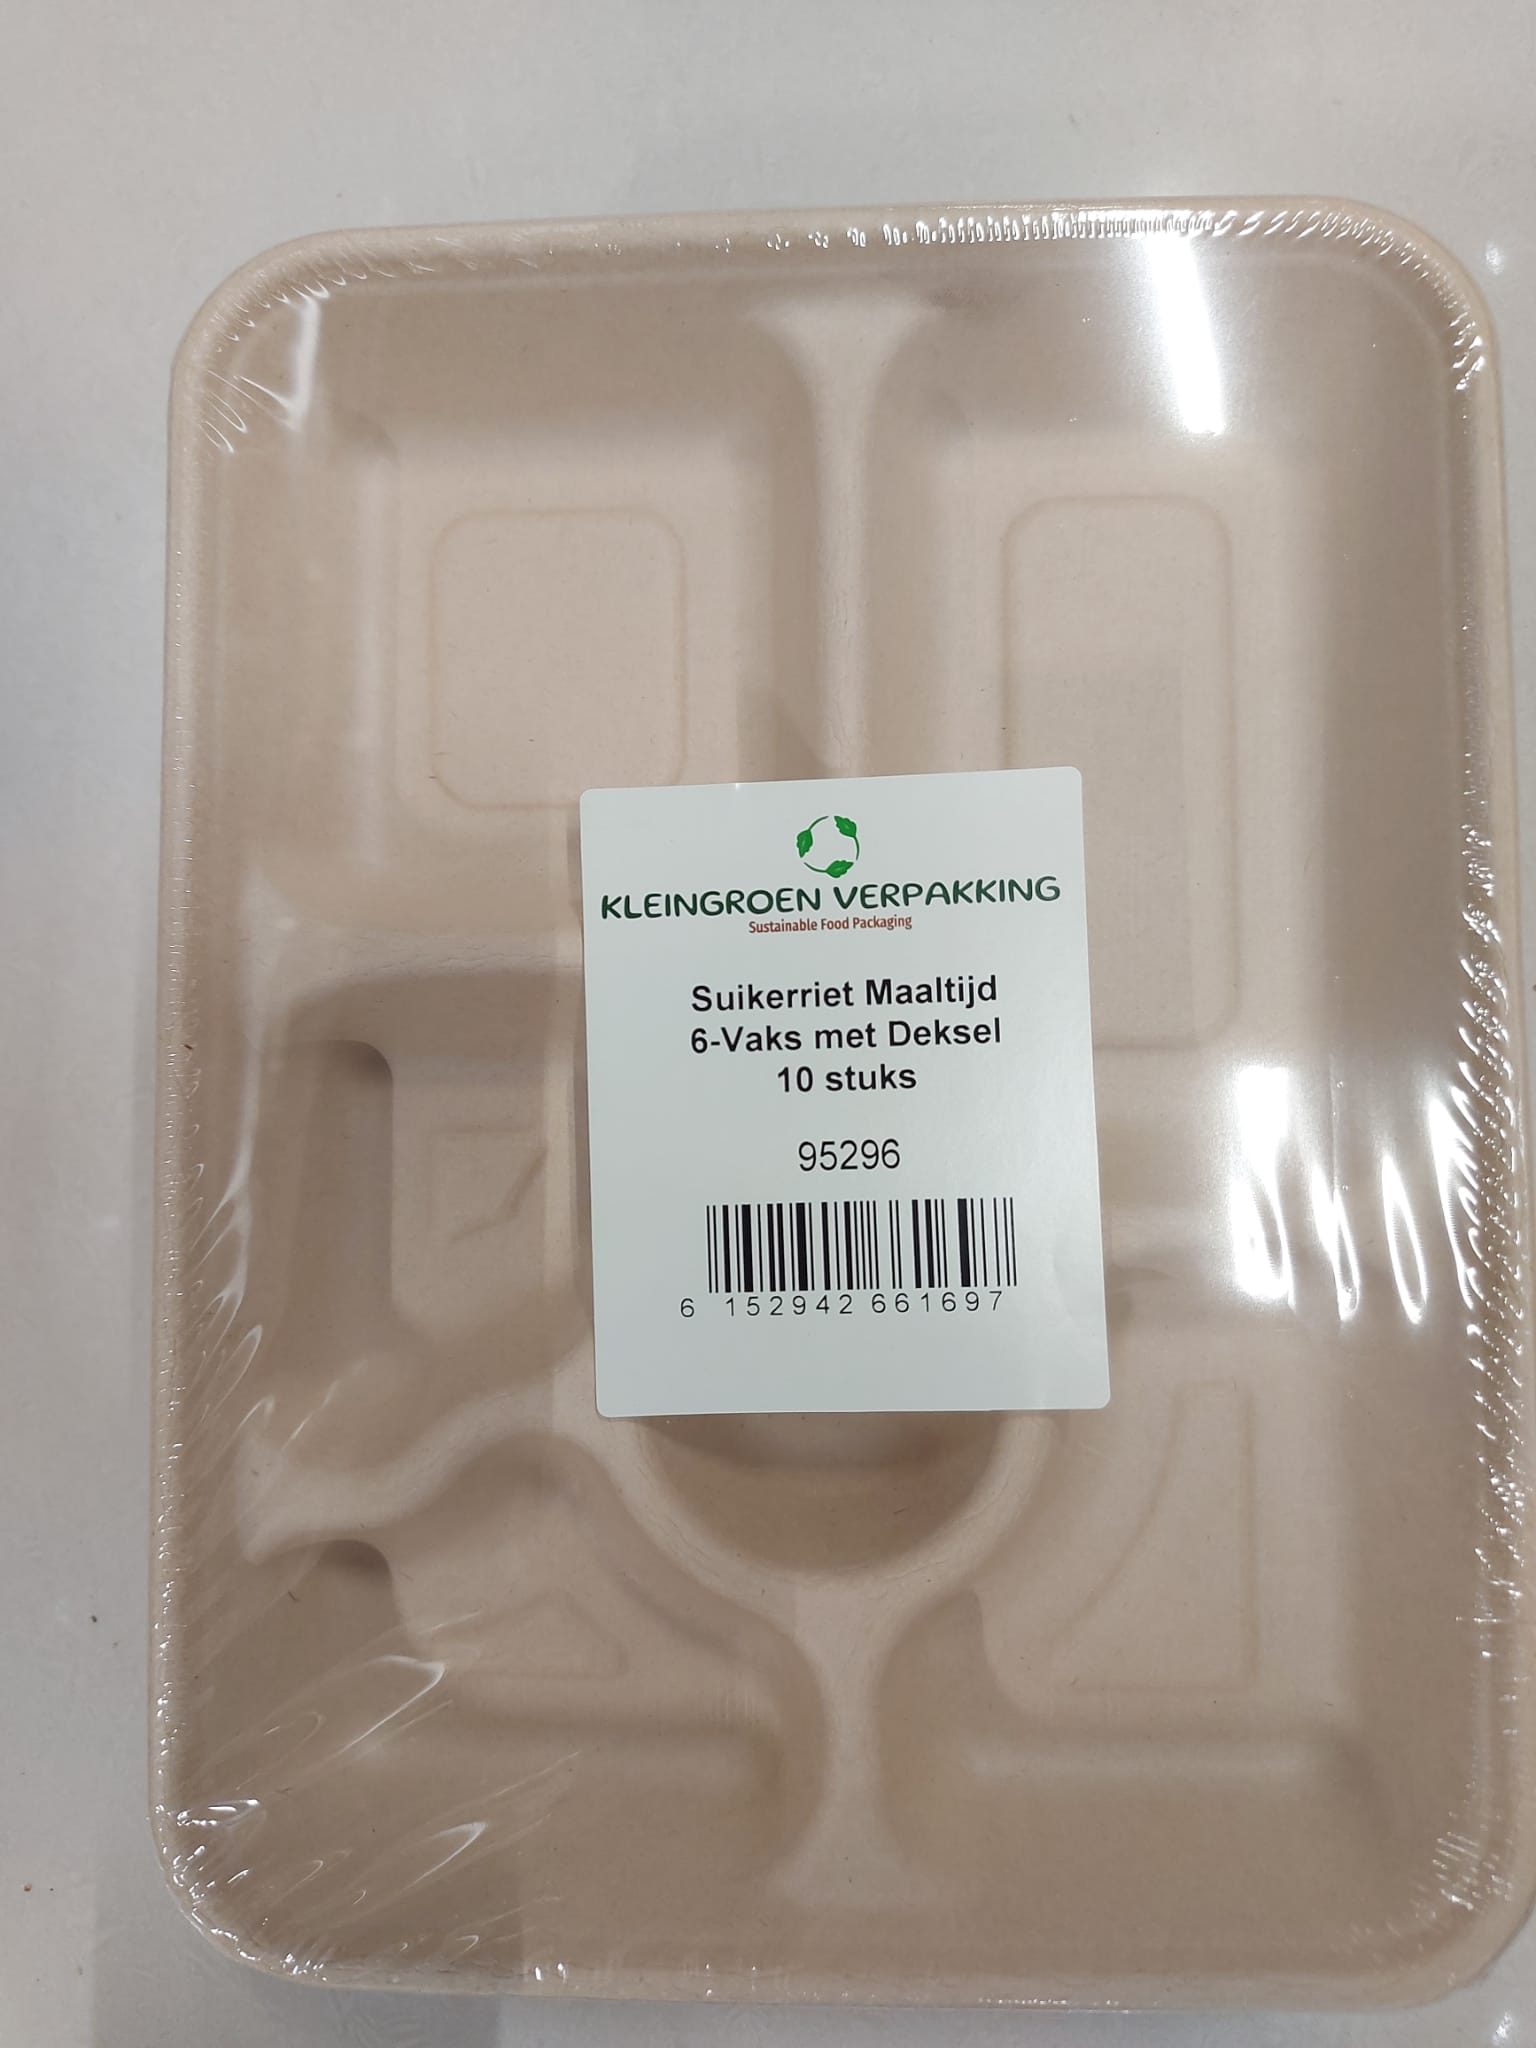 KLEINGROEN VERPAKKING
Sustainable Food Packaging
Suikerriet Maaltijd
6-Vaks met Deksel
10 stuks
95296
6 152942 661697